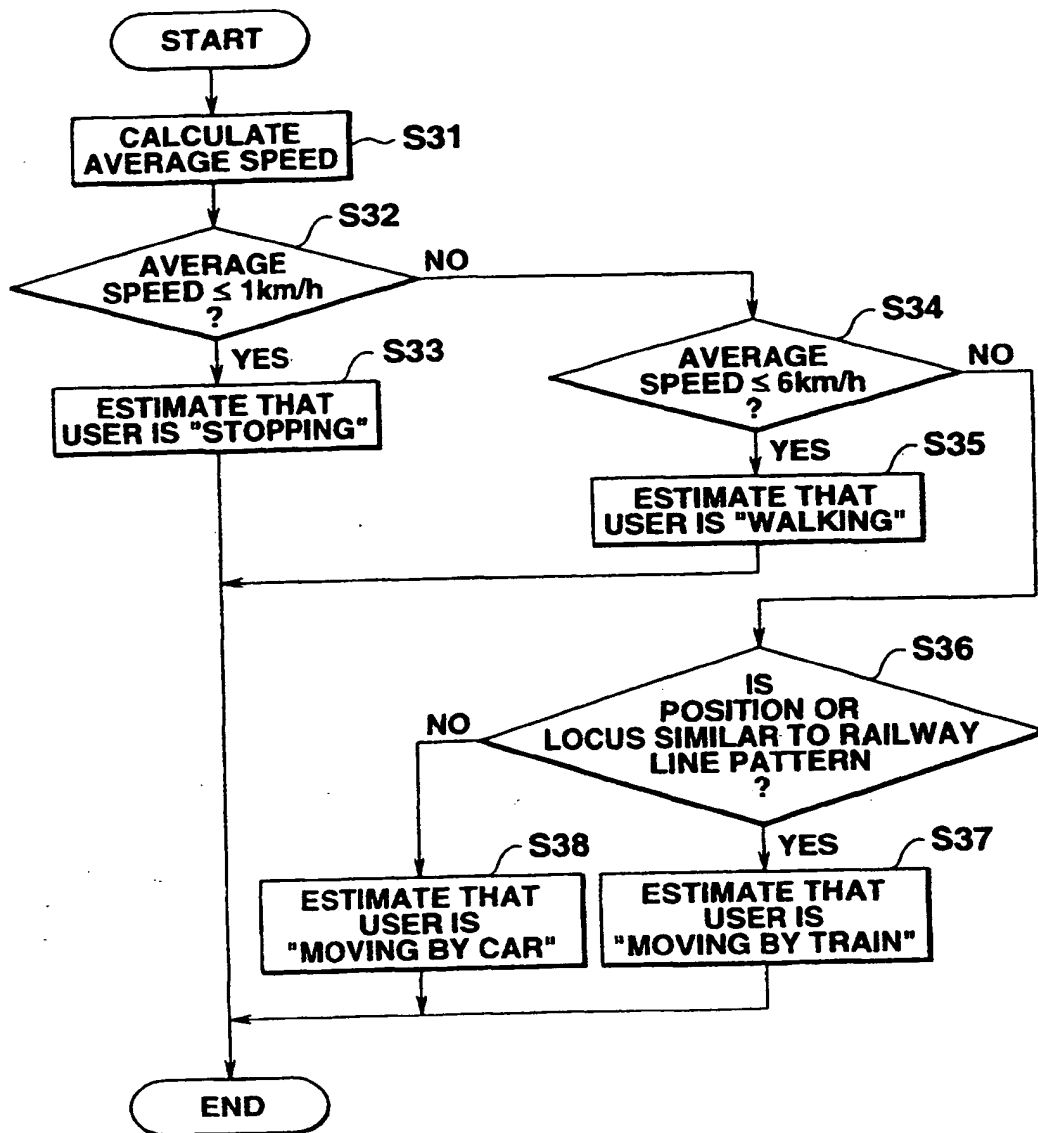 START
CALCULATE
AVERAGE SPEED
S31
S32
AVERAGE
SPEED ≤ 1km/h
?
NO
YES
S33
ESTIMATE THAT
USER IS "STOPPING"
S34
AVERAGE
SPEED ≤ 6km/h
?
NO
YES
S35
ESTIMATE THAT
USER IS "WALKING"
S36
IS
POSITION OR
LOCUS SIMILAR TO RAILWAY
LINE PATTERN
?
NO
YES
S38
ESTIMATE THAT
USER IS
"MOVING BY CAR"
S37
ESTIMATE THAT
USER IS
"MOVING BY TRAIN"
END